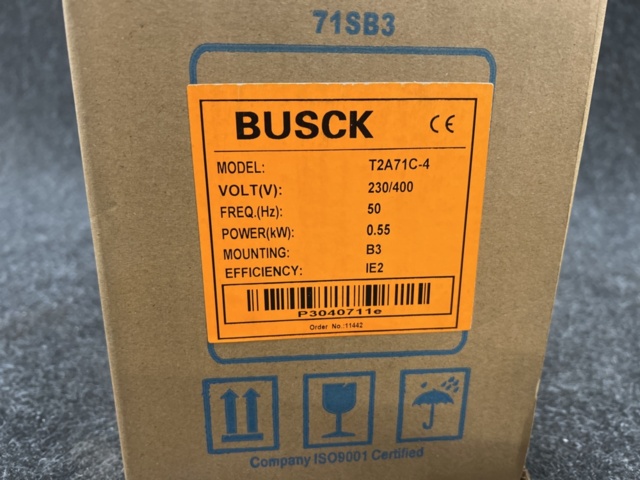 71SB3
BUSCK CE
MODEL: T2A71C-4
VOLT(V): 230/400
FREQ.(Hz): 50
POWER(kW): 0.55
MOUNTING: B3
EFFICIENCY: IE2
P3040711e
Order No.:11442
Company ISO9001 Certified